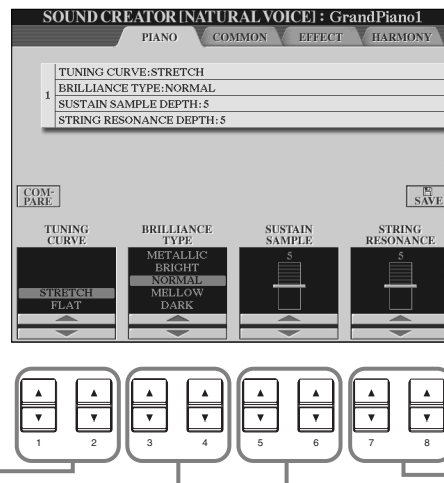 SOUND CREATOR [NATURAL VOICE] : GrandPiano1
PIANO COMMON EFFECT HARMONY
1
TUNING CURVE:STRETCH
BRILLIANCE TYPE:NORMAL
SUSTAIN SAMPLE DEPTH:5
STRING RESONANCE DEPTH:5
COM-
PARE
SAVE
TUNING
CURVE
STRETCH
FLAT
BRILLIANCE
TYPE
METALLIC
BRIGHT
NORMAL
MELLOW
DARK
SUSTAIN
SAMPLE
5
STRING
RESONANCE
5
1 2 3 4 5 6 7 8